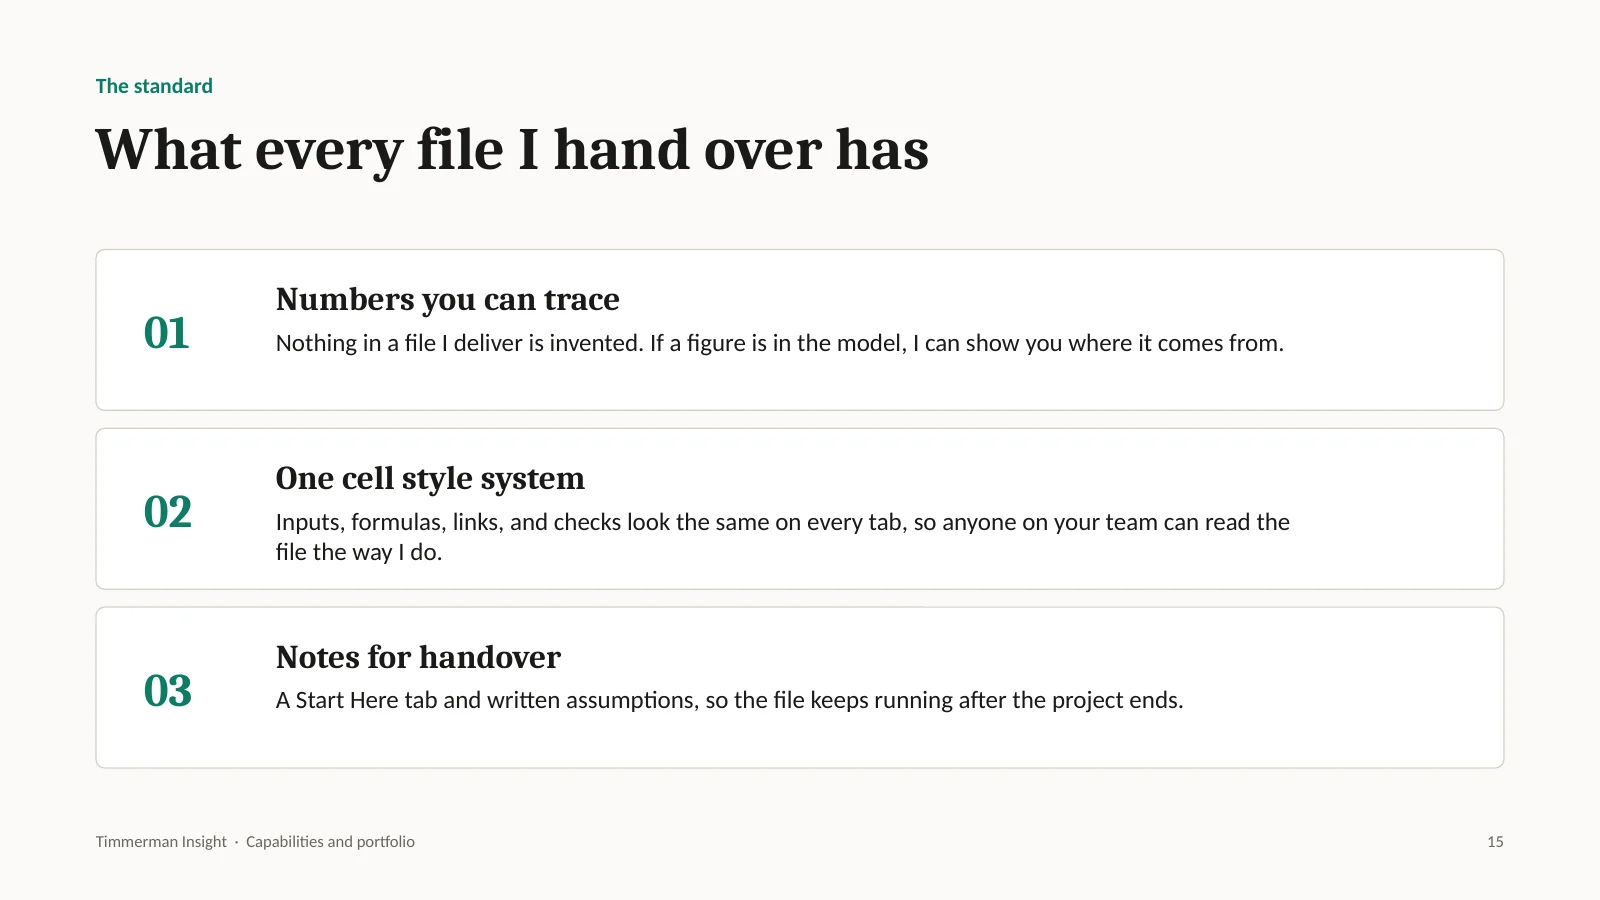 The standard
What every file I hand over has
01
Numbers you can trace
Nothing in a file I deliver is invented. If a figure is in the model, I can show you where it comes from.
02
One cell style system
Inputs, formulas, links, and checks look the same on every tab, so anyone on your team can read the
file the way I do.
03
Notes for handover
A Start Here tab and written assumptions, so the file keeps running after the project ends.
Timmerman Insight · Capabilities and portfolio
15